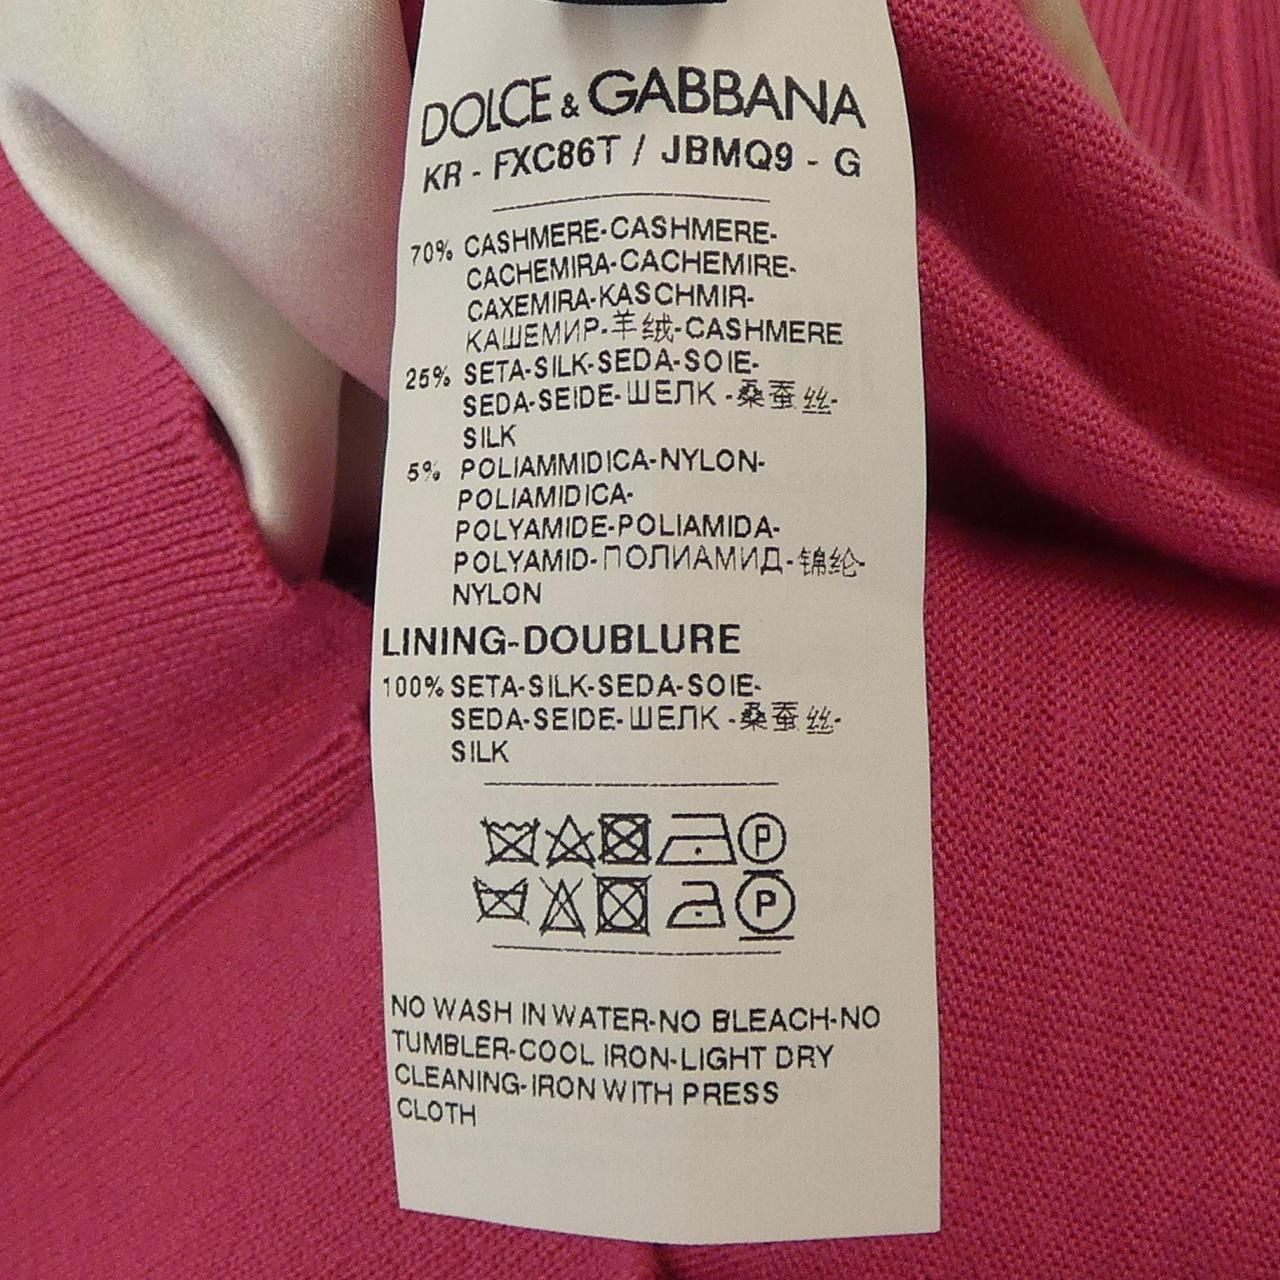 DOLCE & GABBANA
KR - FXC86T / JBMQ9 - G
70% CASHMERE-CASHMERE-
CACHEMIRA-CACHEMIRE-
CAXEMIRA-KASCHMIR-
КАШЕМИР-羊绒-CASHMERE
25% SETA-SILK-SEDA-SOIE-
SEDA-SEIDE-ШЕЛК -桑蚕丝-
SILK
5% POLIAMMIDICA-NYLON-
POLIAMIDICA-
POLYAMIDE-POLIAMIDA-
POLYAMID-ПОЛИАМИД-锦纶-
NYLON
LINING-DOUBLURE
100% SETA-SILK-SEDA-SOIE-
SEDA-SEIDE-ШЕЛК -桑蚕丝-
SILK
P
P
NO WASH IN WATER-NO BLEACH-NO
TUMBLER-COOL IRON-LIGHT DRY
CLEANING-IRON WITH PRESS
CLOTH